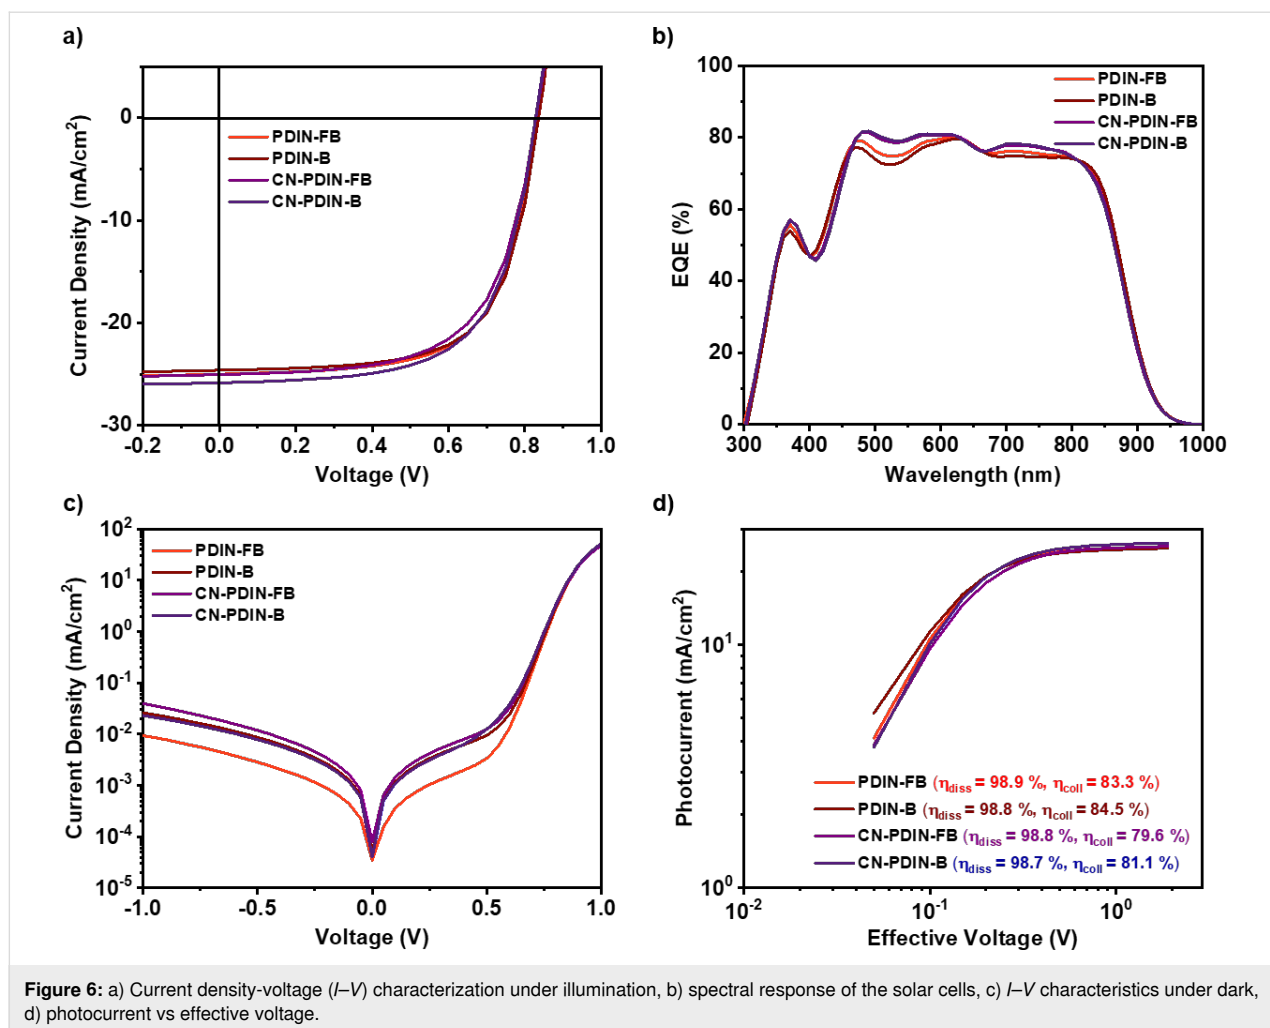 a)
PDIN-FB
PDIN-B
CN-PDIN-FB
CN-PDIN-B
0
-10
-20
-30
-0.2 0.0 0.2 0.4 0.6 0.8 1.0
Current Density (mA/cm²)
Voltage (V)
b)
PDIN-FB
PDIN-B
CN-PDIN-FB
CN-PDIN-B
100
80
60
40
20
0
300 400 500 600 700 800 900 1000
EQE (%)
Wavelength (nm)
c)
PDIN-FB
PDIN-B
CN-PDIN-FB
CN-PDIN-B
10²
10¹
10⁰
10⁻¹
10⁻²
10⁻³
10⁻⁴
10⁻⁵
-1.0 -0.5 0.0 0.5 1.0
Current Density (mA/cm²)
Voltage (V)
d)
10¹
10⁰
Photocurrent (mA/cm²)
PDIN-FB (ηdiss = 98.9 %, ηcoll = 83.3 %)
PDIN-B (ηdiss = 98.8 %, ηcoll = 84.5 %)
CN-PDIN-FB (ηdiss = 98.8 %, ηcoll = 79.6 %)
CN-PDIN-B (ηdiss = 98.7 %, ηcoll = 81.1 %)
10⁻² 10⁻¹ 10⁰
Effective Voltage (V)
Figure 6: a) Current density-voltage (I–V) characterization under illumination, b) spectral response of the solar cells, c) I–V characteristics under dark,
d) photocurrent vs effective voltage.